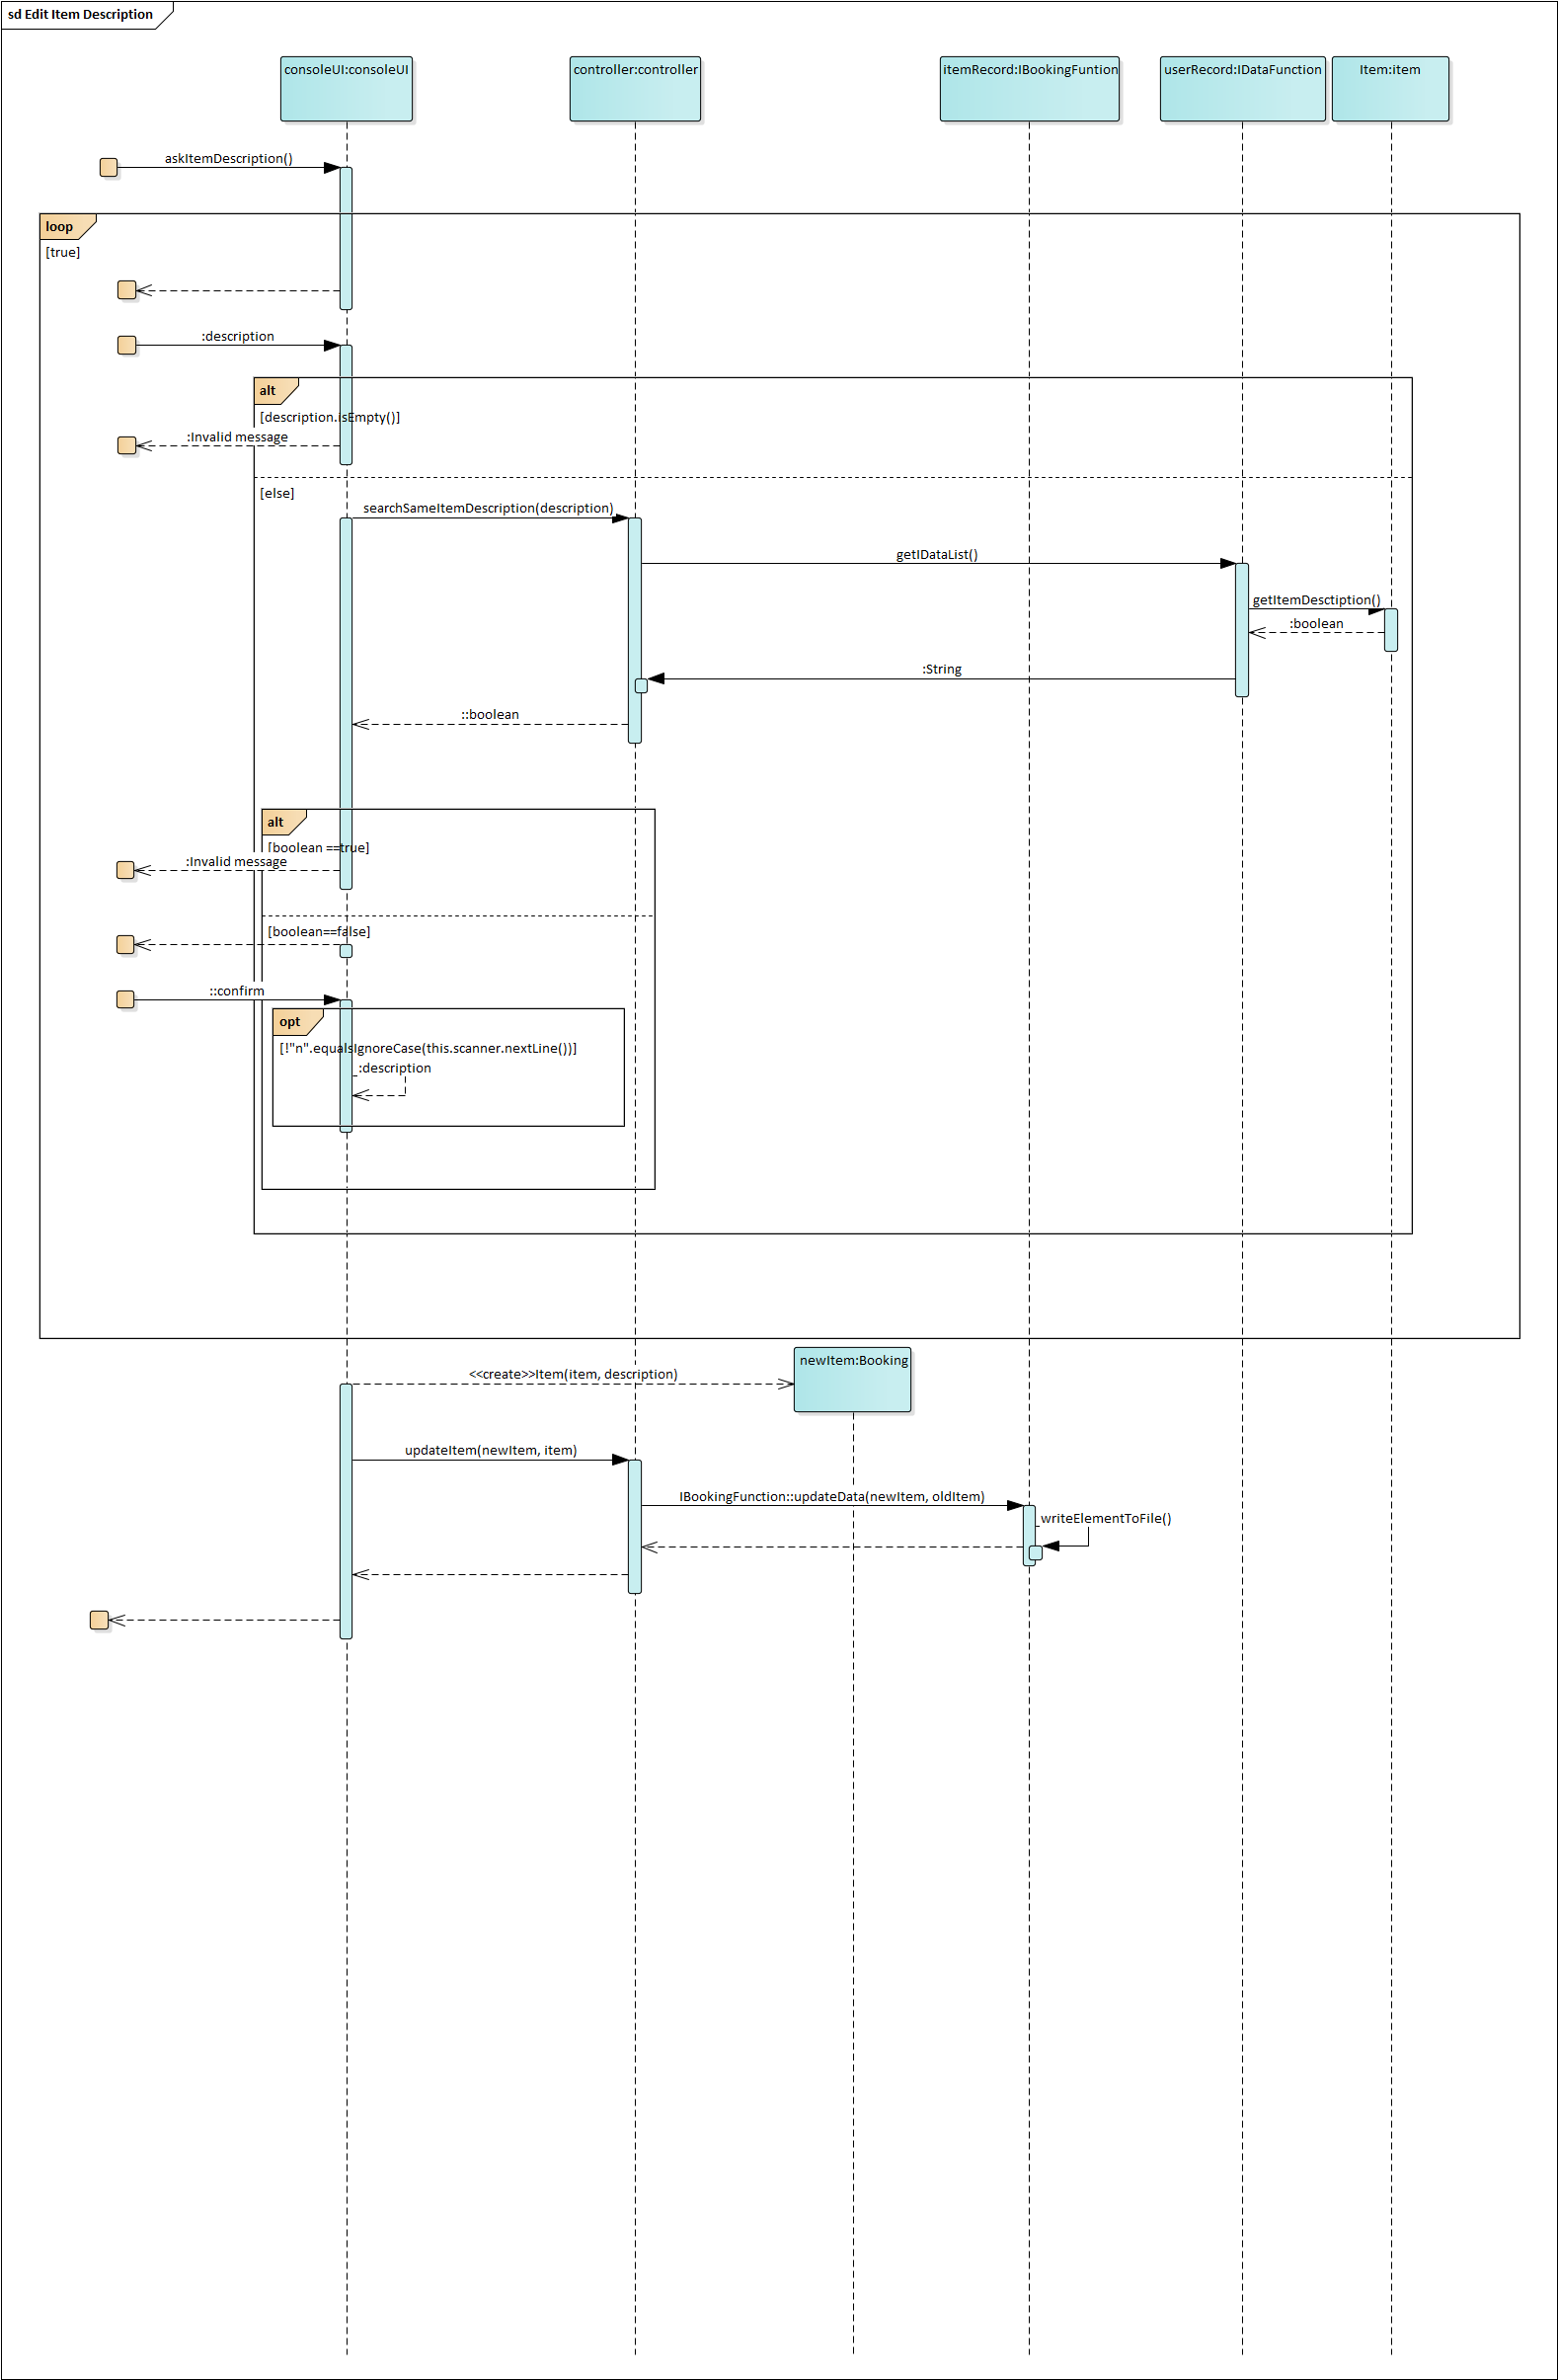 sd Edit Item Description
consoleUI:consoleUI
controller:controller
itemRecord:IBookingFuntion
userRecord:IDataFunction
Item:item
askItemDescription()
loop
[true]
:description
alt
[description.isEmpty()]
:Invalid message
[else]
searchSameItemDescription(description)
getIDataList()
getItemDesctiption()
:boolean
:String
::boolean
alt
[boolean ==true]
:Invalid message
[boolean==false]
::confirm
opt
[!"n".equalsIgnoreCase(this.scanner.nextLine())]
:description
newItem:Booking
<<create>>Item(item, description)
updateItem(newItem, item)
IBookingFunction::updateData(newItem, oldItem)
writeElementToFile()